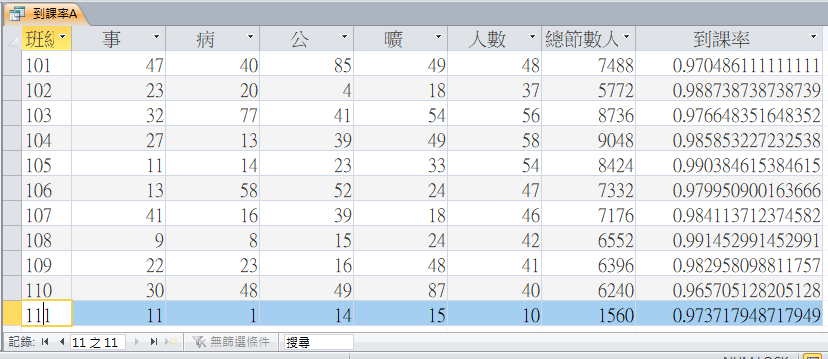 到課率A
班級 事 病 公 曠 人數 總節數人 到課率
101 47 40 85 49 48 7488 0.970486111111111
102 23 20 4 18 37 5772 0.988738738738739
103 32 77 41 54 56 8736 0.976648351648352
104 27 13 39 49 58 9048 0.985853227232538
105 11 14 23 33 54 8424 0.990384615384615
106 13 58 52 24 47 7332 0.979950900163666
107 41 16 39 18 46 7176 0.984113712374582
108 9 8 15 24 42 6552 0.991452991452991
109 22 23 16 48 41 6396 0.982958098811757
110 30 48 49 87 40 6240 0.965705128205128
111 11 1 14 15 10 1560 0.973717948717949
記錄: 11 之 11 無篩選條件 搜尋
NUM LOCK